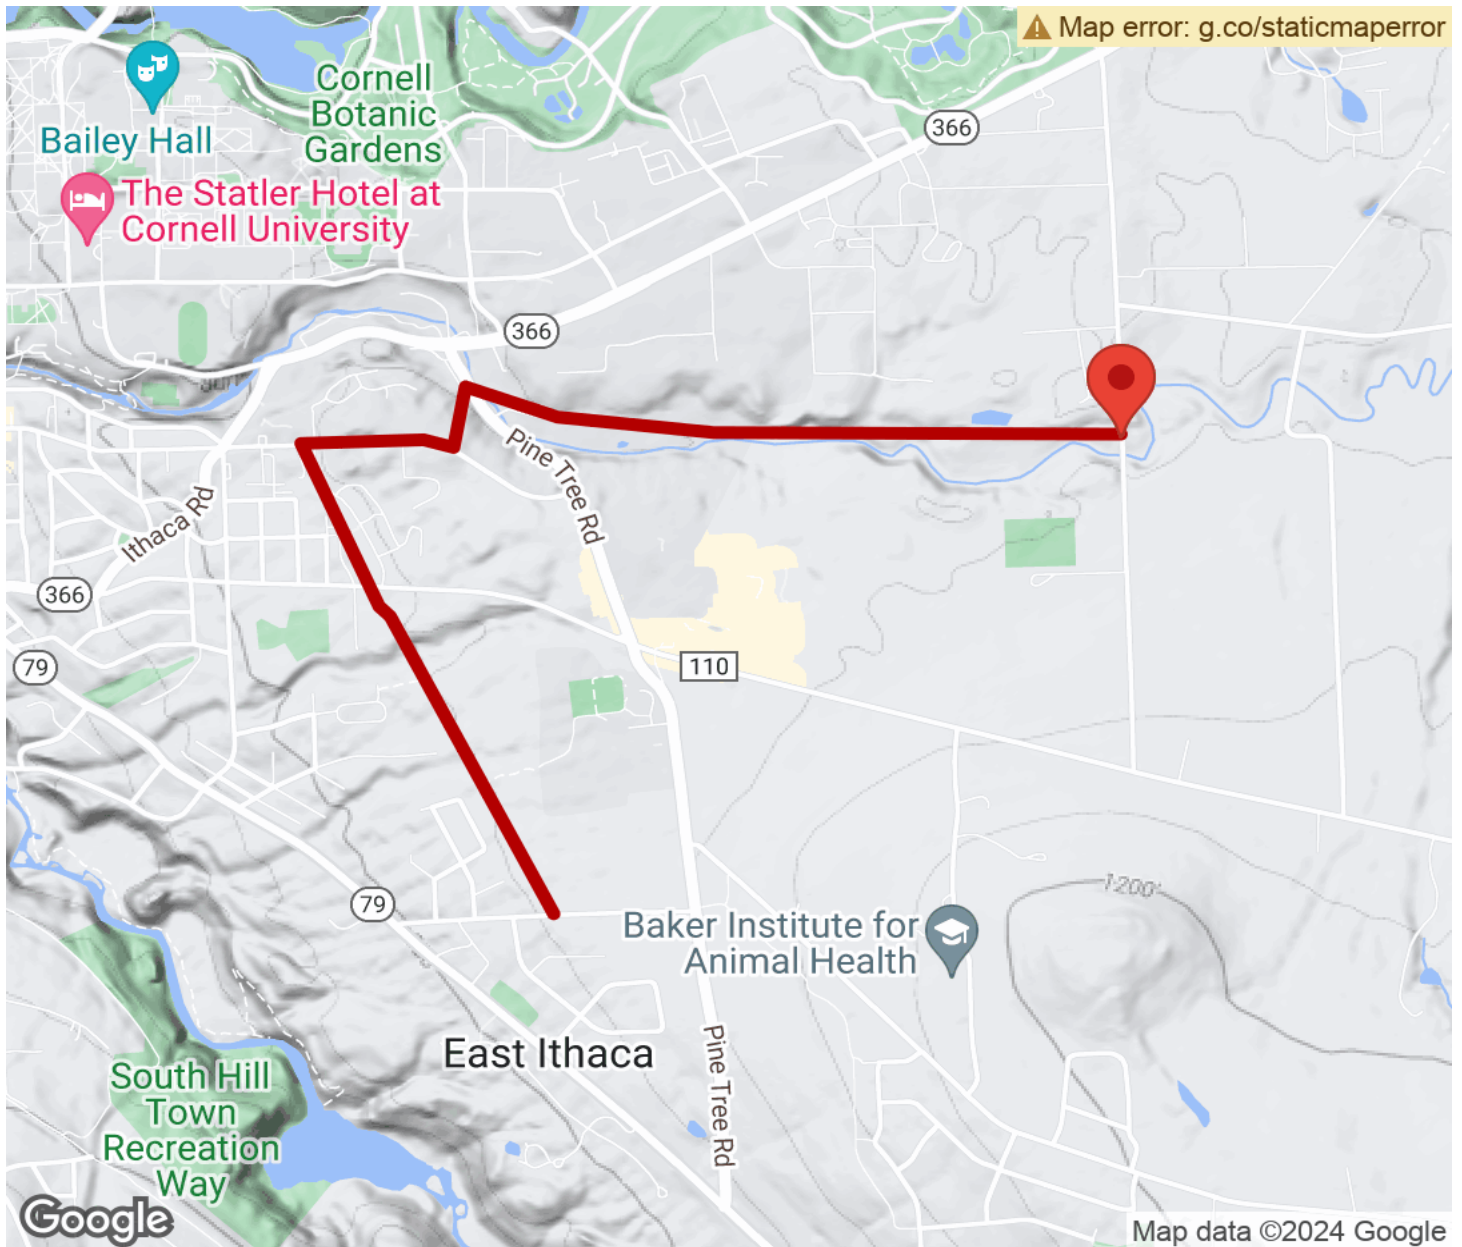 Map error: g.co/staticmaperror
Cornell
Botanic
Gardens
Bailey Hall
366
The Statler Hotel at
Cornell University
366
Pine Tree Rd
Ithaca Rd
366
79
110
1200'
79
Baker Institute for
Animal Health
East Ithaca
Pine Tree Rd
South Hill
Town
Recreation
Way
Google
Map data ©2024 Google